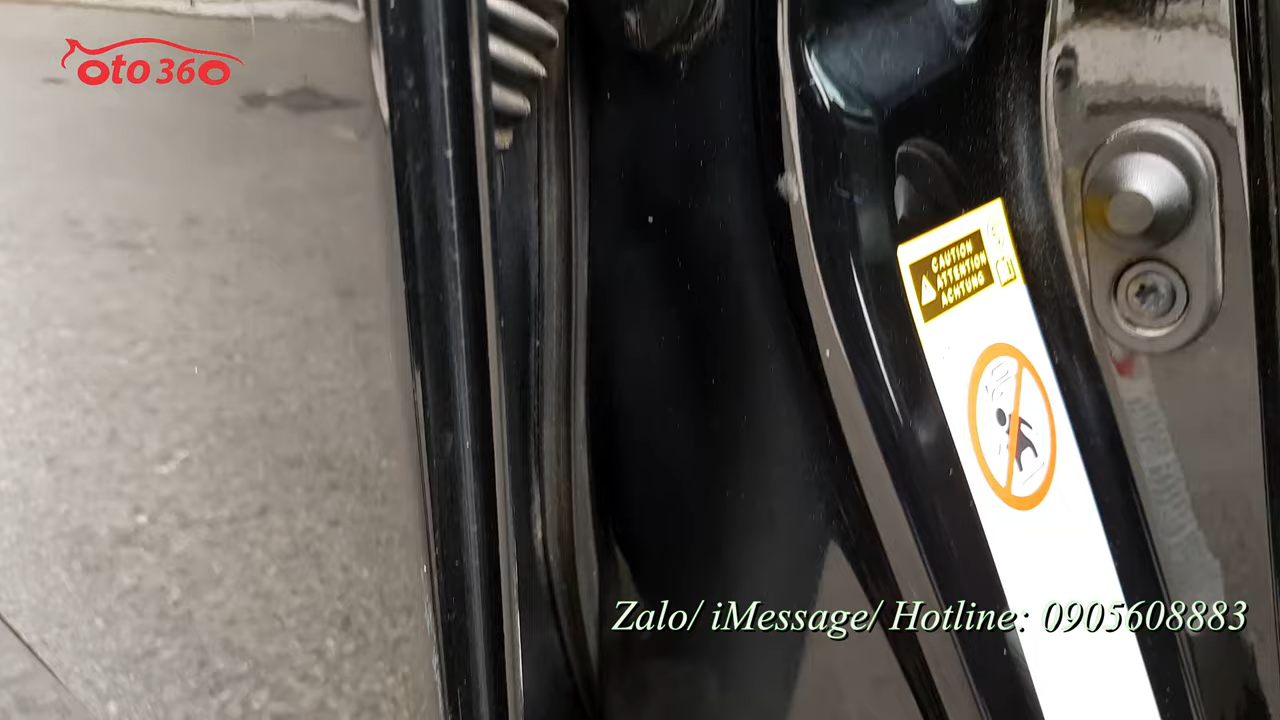 oto360
CAUTION
ATTENTION
ACHTUNG
Zalo/ iMessage/ Hotline: 0905608883